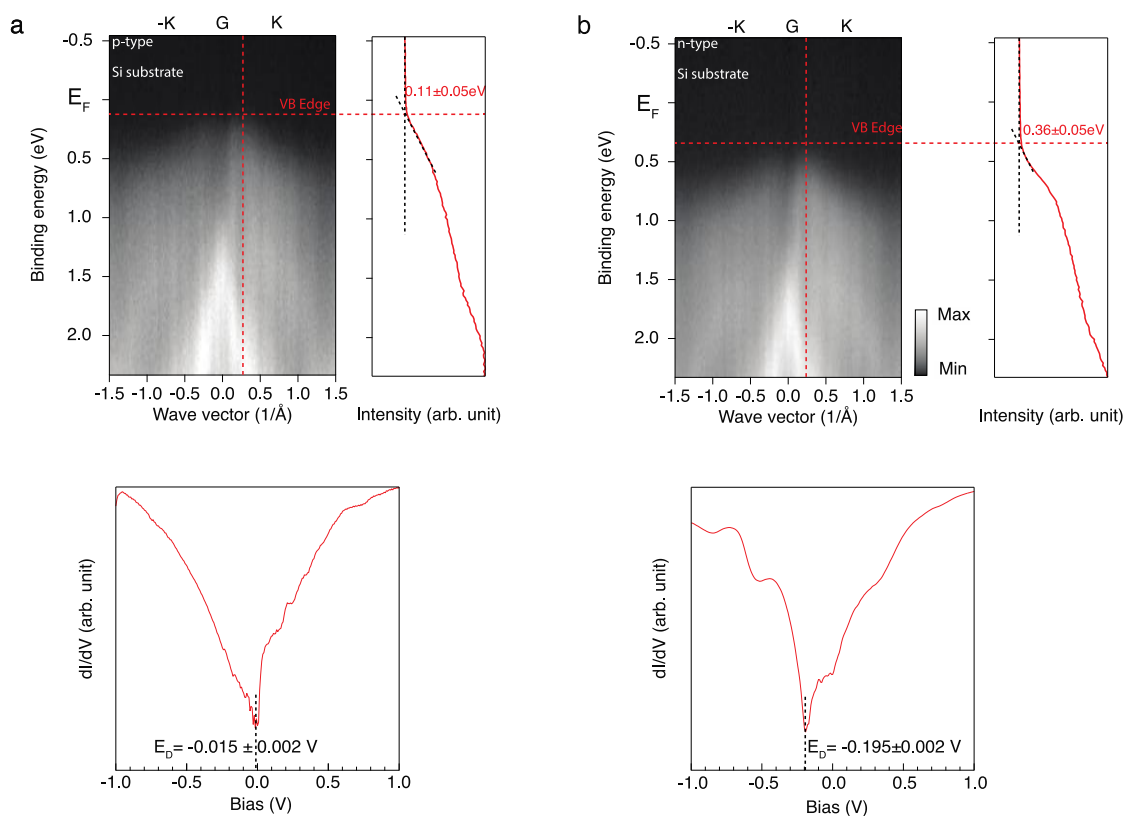 a
-K G K
p-type
Si substrate
VB Edge
-0.5
E_F
0.5
1.0
1.5
2.0
Binding energy (eV)
-1.5 -1.0 -0.5 0.0 0.5 1.0 1.5
Wave vector (1/Å)
0.11±0.05eV
Intensity (arb. unit)
b
-K G K
n-type
Si substrate
VB Edge
-0.5
E_F
0.5
1.0
1.5
2.0
Binding energy (eV)
-1.5 -1.0 -0.5 0.0 0.5 1.0 1.5
Wave vector (1/Å)
Max
Min
0.36±0.05eV
Intensity (arb. unit)
dI/dV (arb. unit)
E_D= -0.015 ± 0.002 V
-1.0 -0.5 0.0 0.5 1.0
Bias (V)
dI/dV (arb. unit)
E_D= -0.195±0.002 V
-1.0 -0.5 0.0 0.5 1.0
Bias (V)